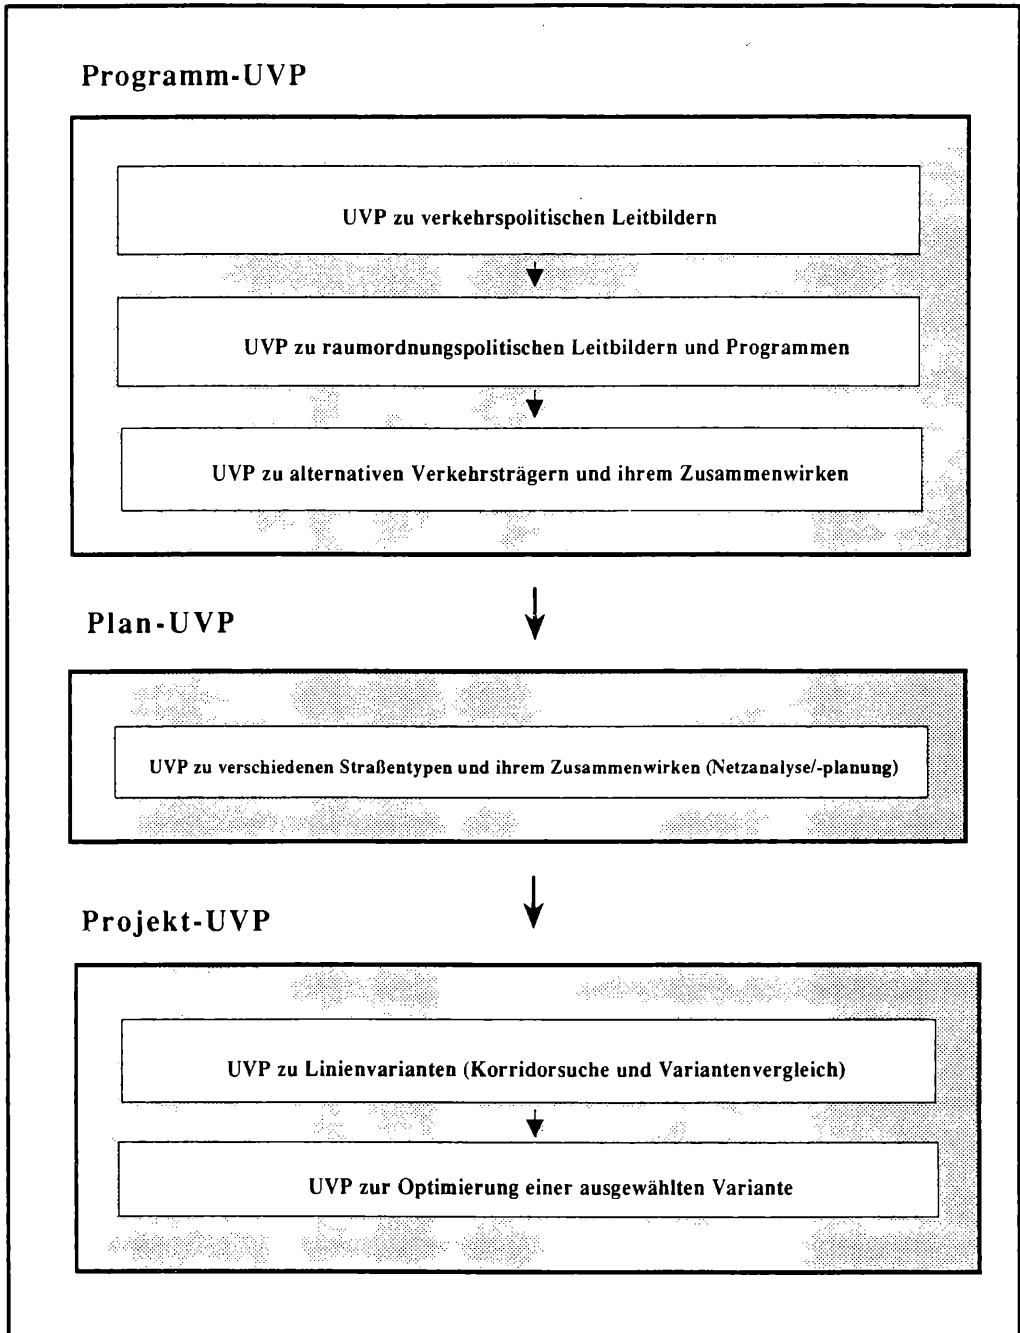 Programm-UVP
UVP zu verkehrspolitischen Leitbildern
UVP zu raumordnungspolitischen Leitbildern und Programmen
UVP zu alternativen Verkehrsträgern und ihrem Zusammenwirken
Plan-UVP
UVP zu verschiedenen Straßentypen und ihrem Zusammenwirken (Netzanalyse/-planung)
Projekt-UVP
UVP zu Linienvarianten (Korridorsuche und Variantenvergleich)
UVP zur Optimierung einer ausgewählten Variante